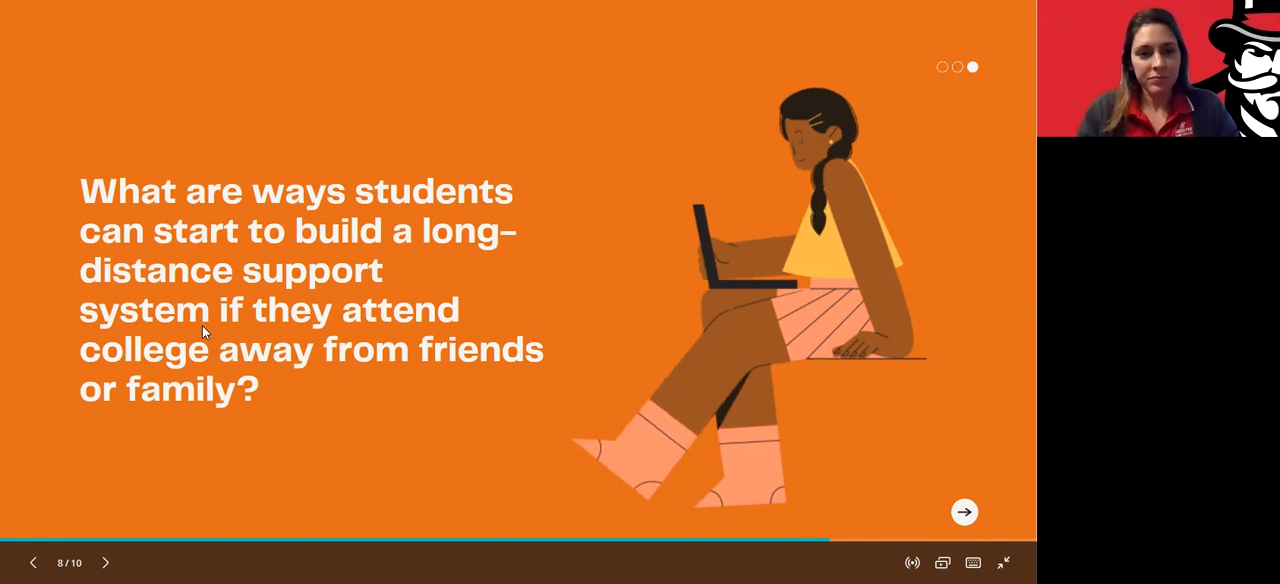 What are ways students
can start to build a long-
distance support
system if they attend
college away from friends
or family?
8 / 10